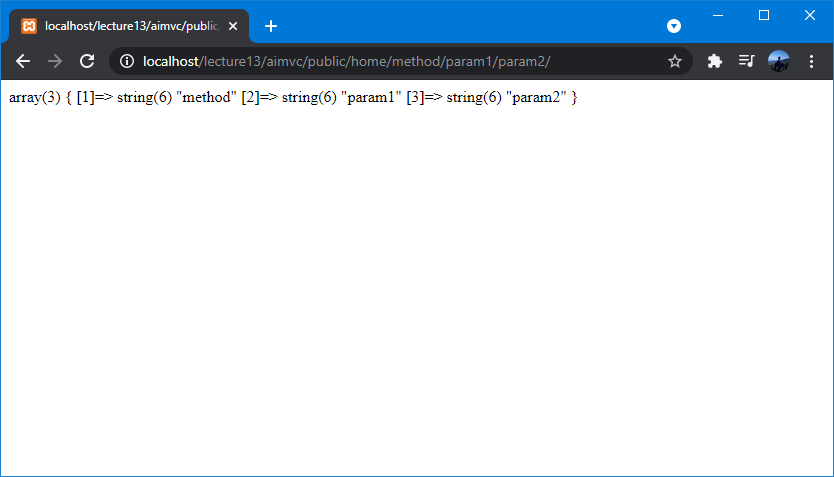 localhost/lecture13/aimvc/public/
localhost/lecture13/aimvc/public/home/method/param1/param2/
array(3) { [1]=> string(6) "method" [2]=> string(6) "param1" [3]=> string(6) "param2" }